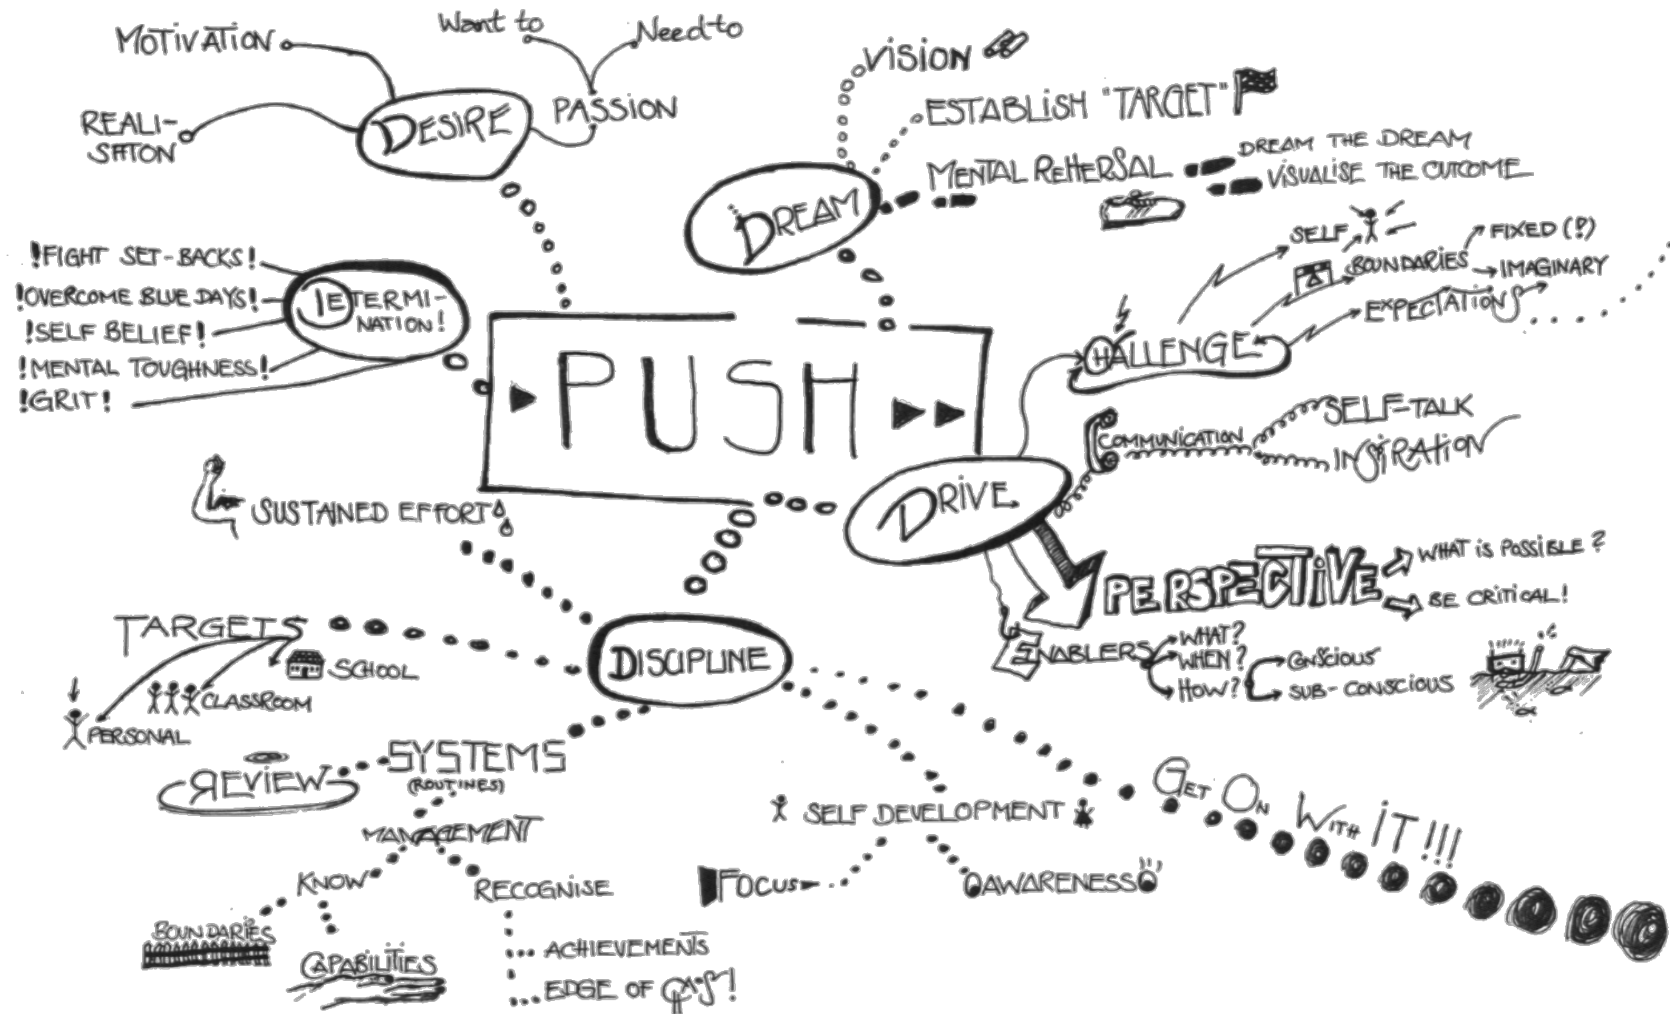 PUSH
DESIRE
MOTIVATION
REALI-
SATION
PASSION
Want to
Need to
DREAM
VISION
ESTABLISH "TARGET"
MENTAL REHERSAL
DREAM THE DREAM
VISUALISE THE OUTCOME
DETERMI-
NATION!
!FIGHT SET-BACKS!
!OVERCOME BLUE DAYS!
!SELF BELIEF!
!MENTAL TOUGHNESS!
!GRIT!
DRIVE
CHALLENGE
SELF
BOUNDARIES
FIXED (?)
IMAGINARY
EXPECTATIONS
COMMUNICATION
SELF-TALK
INSIRATION
PERSPECTIVE
WHAT iS POSSIBLE?
BE CRITICAL!
ENABLERS
WHAT?
WHEN?
HOW?
CONSCIOUS
SUB-CONSCIOUS
DISCIPLINE
SUSTAINED EFFORT
TARGETS
SCHOOL
CLASSROOM
PERSONAL
SYSTEMS
(ROUTINES)
REVIEW
MANAGEMENT
KNOW
BOUNDARIES
CAPABILITIES
RECOGNISE
ACHIEVEMENTS
EDGE OF
SELF DEVELOPMENT
FOCUS
AWARENESS
GET ON WITH IT!!!